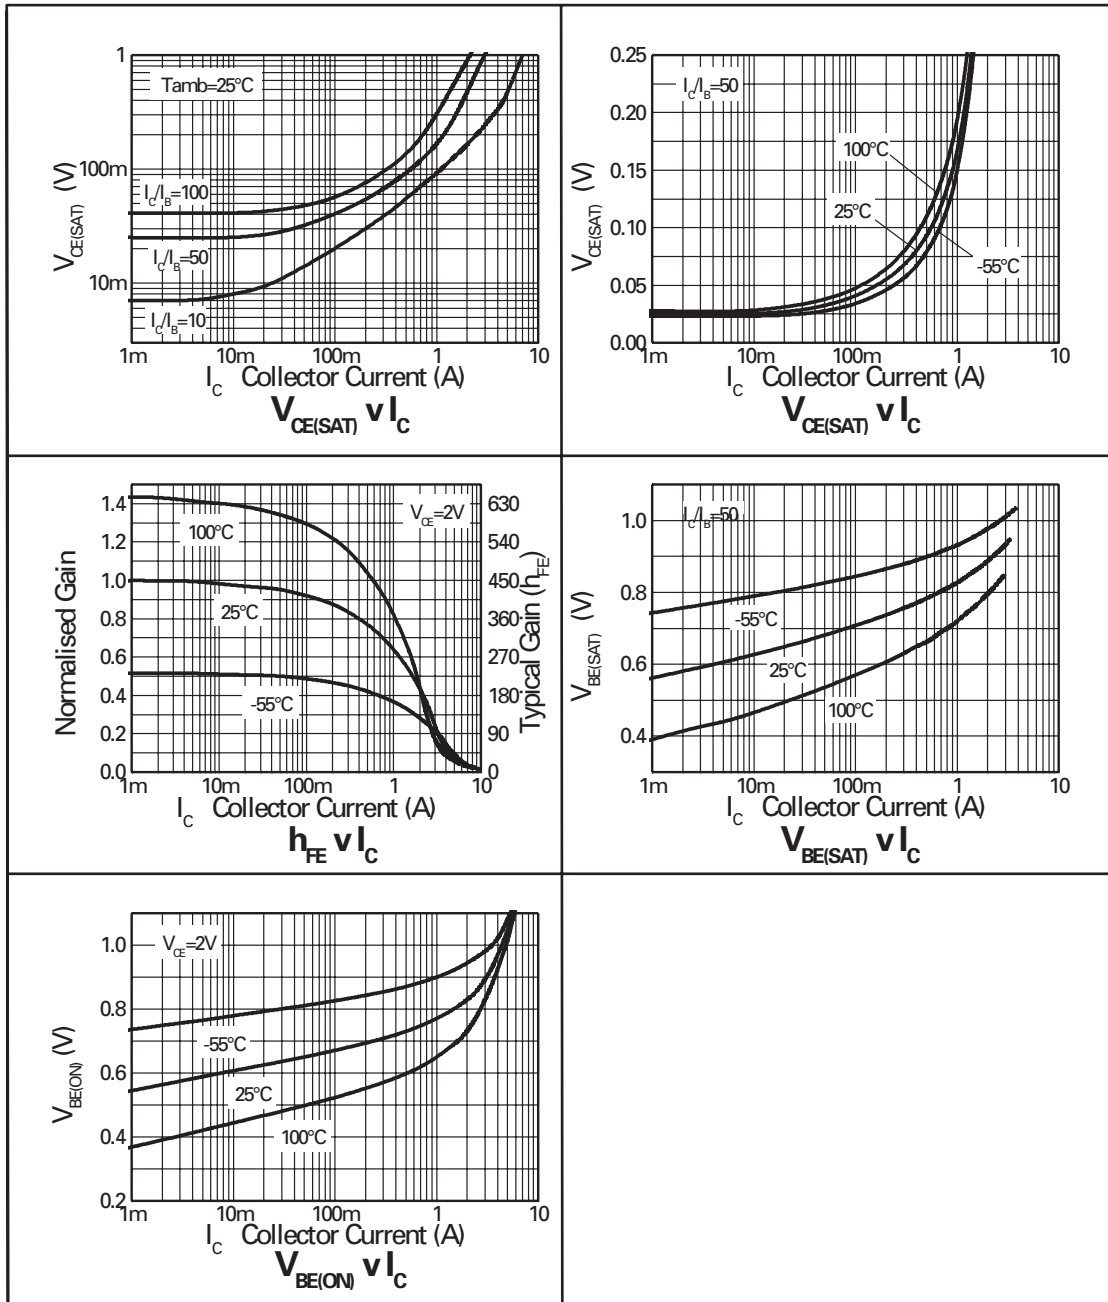 1
100m
10m
V_CE(SAT) (V)
Tamb=25°C
I_C/I_B=100
I_C/I_B=50
I_C/I_B=10
1m 10m 100m 1 10
I_C Collector Current (A)
V_CE(SAT) v I_C
0.25
0.20
0.15
0.10
0.05
0.00
V_CE(SAT) (V)
I_C/I_B=50
100°C
25°C
-55°C
1m 10m 100m 1 10
I_C Collector Current (A)
V_CE(SAT) v I_C
1.4
1.2
1.0
0.8
0.6
0.4
0.2
0.0
Normalised Gain
V_CE=2V
100°C
25°C
-55°C
630
540
450
360
270
180
90
0
Typical Gain (h_FE)
1m 10m 100m 1 10
I_C Collector Current (A)
h_FE v I_C
1.0
0.8
0.6
0.4
V_BE(SAT) (V)
I_C/I_B=50
-55°C
25°C
100°C
1m 10m 100m 1 10
I_C Collector Current (A)
V_BE(SAT) v I_C
1.0
0.8
0.6
0.4
0.2
V_BE(ON) (V)
V_CE=2V
-55°C
25°C
100°C
1m 10m 100m 1 10
I_C Collector Current (A)
V_BE(ON) v I_C